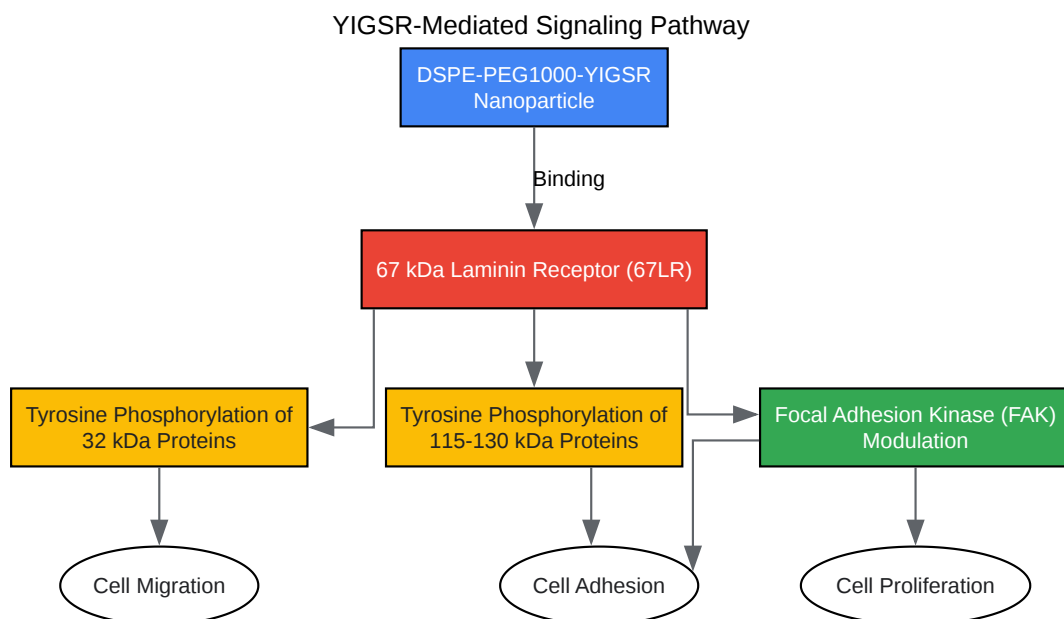 YIGSR-Mediated Signaling Pathway
DSPE-PEG1000-YIGSR
Nanoparticle
Binding
67 kDa Laminin Receptor (67LR)
Tyrosine Phosphorylation of
32 kDa Proteins
Tyrosine Phosphorylation of
115-130 kDa Proteins
Focal Adhesion Kinase (FAK)
Modulation
Cell Migration
Cell Adhesion
Cell Proliferation